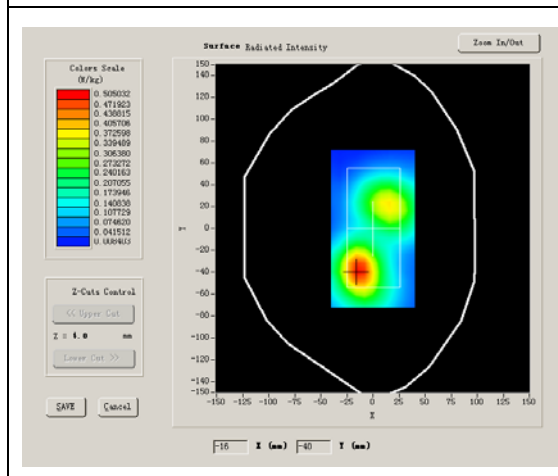 Surface Radiated Intensity
Zoom In/Out
Colors Scale
(W/kg)
0.505032
0.471923
0.438815
0.405706
0.372598
0.339489
0.306380
0.273272
0.240163
0.207055
0.173946
0.140838
0.107729
0.074620
0.041512
0.008403
Z-Cuts Control
<< Upper Cut
Z = 4.0 mm
Lower Cut >>
SAVE
Cancel
150
140
120
100
80
60
40
20
0
-20
-40
-60
-80
-100
-120
-140
-150
Y
-150 -125 -100 -75 -50 -25 0 25 50 75 100 125 150
X
-16 X (mm) -40 Y (mm)